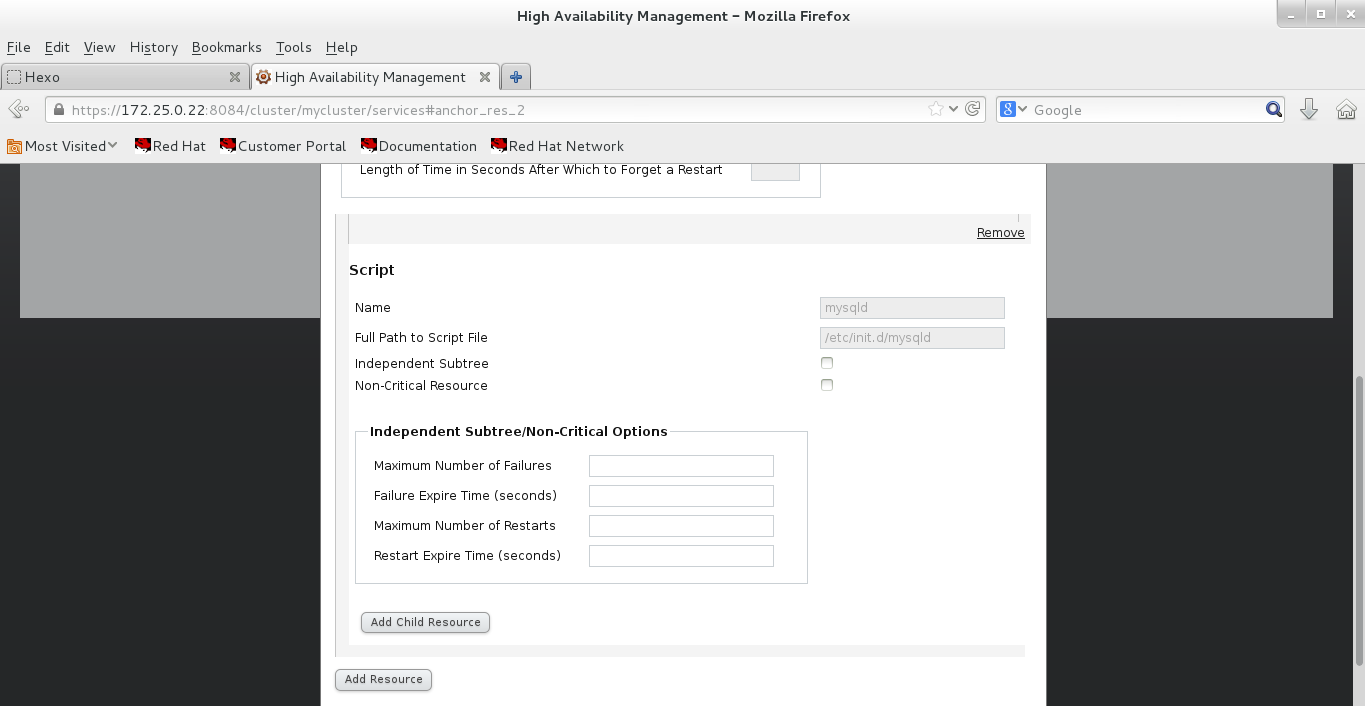 High Availability Management - Mozilla Firefox
File Edit View History Bookmarks Tools Help
Hexo High Availability Management
https://172.25.0.22:8084/cluster/mycluster/services#anchor_res_2 8 Google
Most Visited Red Hat Customer Portal Documentation Red Hat Network
Length of Time in Seconds After Which to Forget a Restart
Remove
Script
Name mysqld
Full Path to Script File /etc/init.d/mysqld
Independent Subtree
Non-Critical Resource
Independent Subtree/Non-Critical Options
Maximum Number of Failures
Failure Expire Time (seconds)
Maximum Number of Restarts
Restart Expire Time (seconds)
Add Child Resource
Add Resource